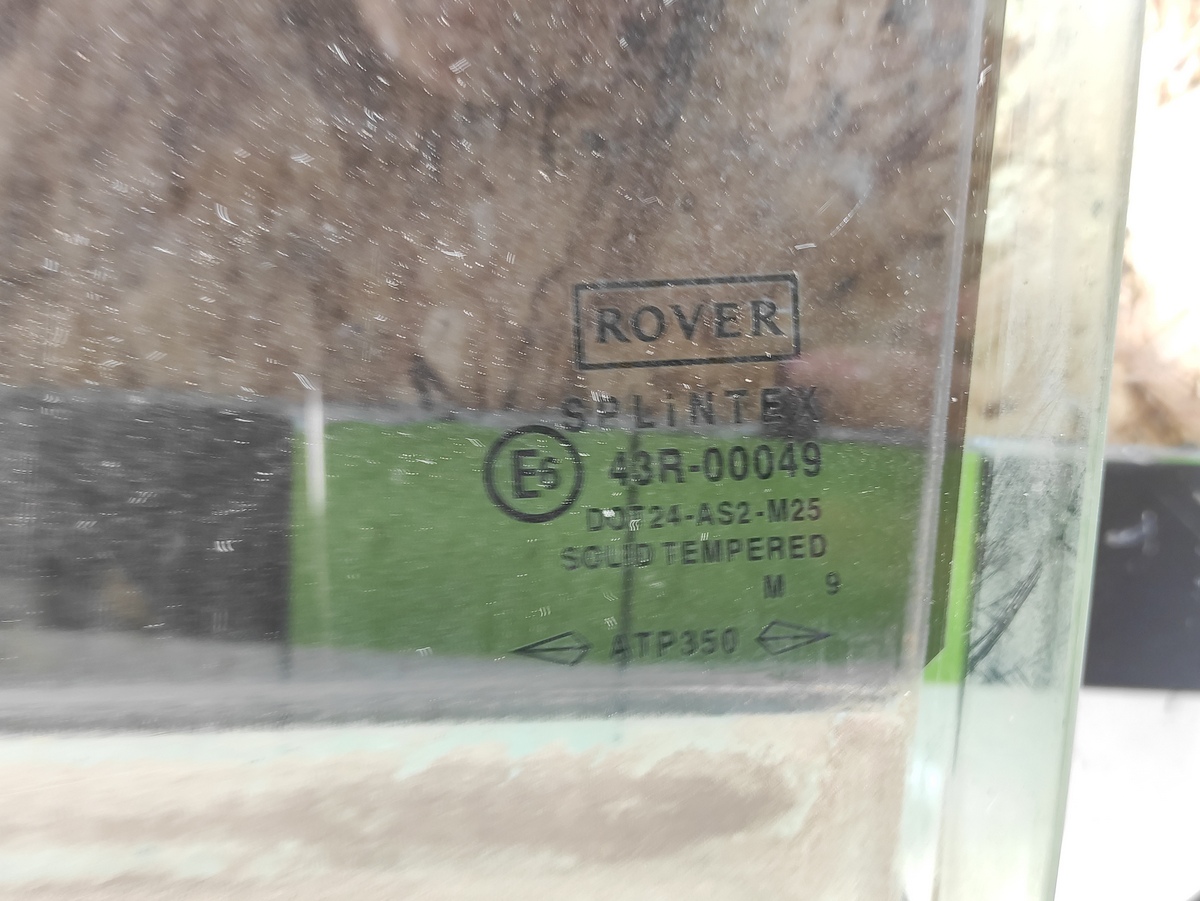 ROVER
SPLiNTEX
E6 43R-00049
DOT24-AS2-M25
SOLID TEMPERED
M 9
ATP350